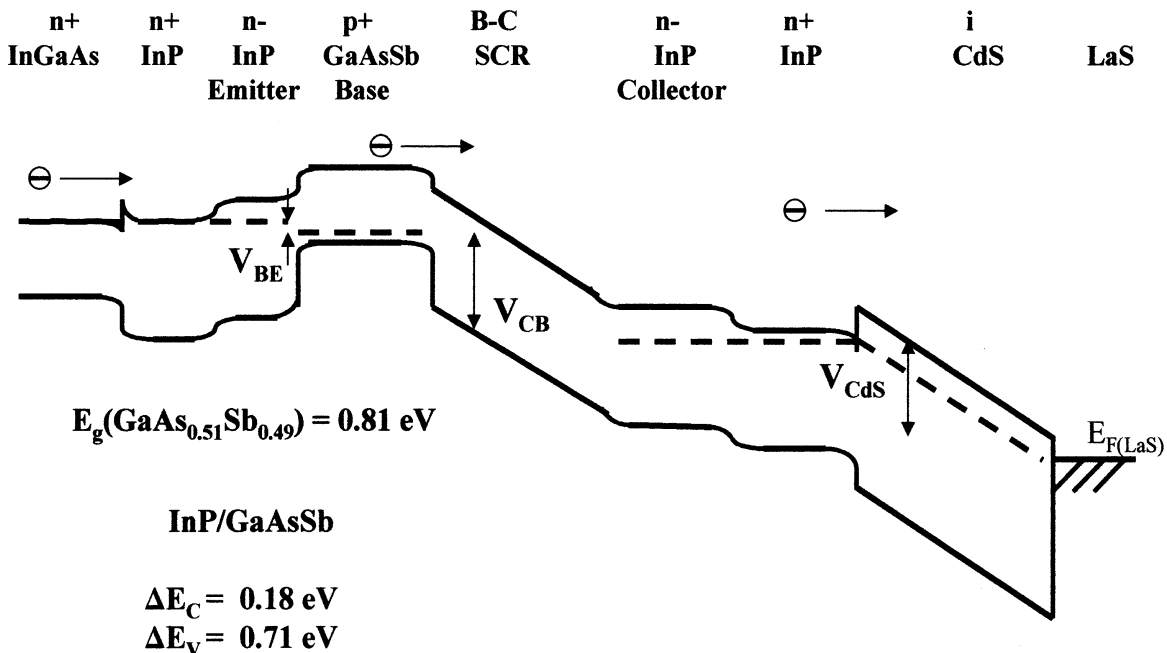 n+ n+ n- p+ B-C n- n+ i
InGaAs InP InP GaAsSb SCR InP InP CdS LaS
Emitter Base Collector
V_BE
V_CB
V_CdS
E_F(LaS)
E_g(GaAs_0.51Sb_0.49) = 0.81 eV
InP/GaAsSb
ΔE_C = 0.18 eV
ΔE_V = 0.71 eV